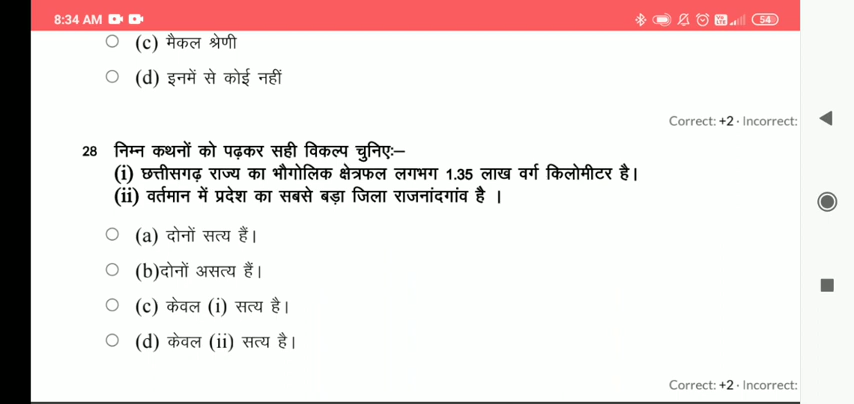 8:34 AM
54
(c) मैकल श्रेणी
(d) इनमें से कोई नहीं
Correct: +2 · Incorrect:
28 निम्न कथनों को पढ़कर सही विकल्प चुनिए:–
(i) छत्तीसगढ़ राज्य का भौगोलिक क्षेत्रफल लगभग 1.35 लाख वर्ग किलोमीटर है।
(ii) वर्तमान में प्रदेश का सबसे बड़ा जिला राजनांदगांव है ।
(a) दोनों सत्य हैं।
(b)दोनों असत्य हैं।
(c) केवल (i) सत्य है।
(d) केवल (ii) सत्य है।
Correct: +2 · Incorrect: